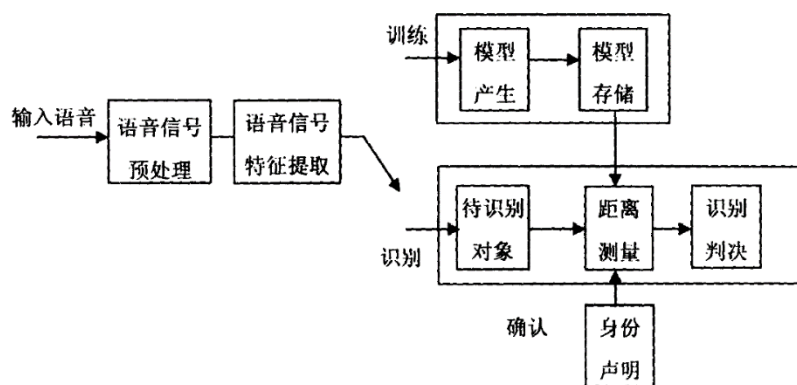 训练
模型
产生
模型
存储
输入语音
语音信号
预处理
语音信号
特征提取
待识别
对象
距离
测量
识别
判决
识别
确认
身份
声明